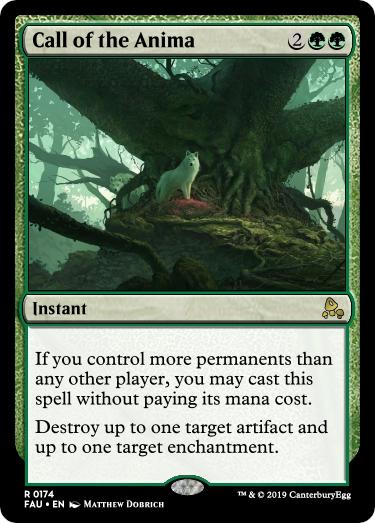 Call of the Anima 2
Instant
If you control more permanents than
any other player, you may cast this
spell without paying its mana cost.
Destroy up to one target artifact and
up to one target enchantment.
R 0174
FAU • EN Matthew Dobrich
™ & © 2019 CanterburyEgg